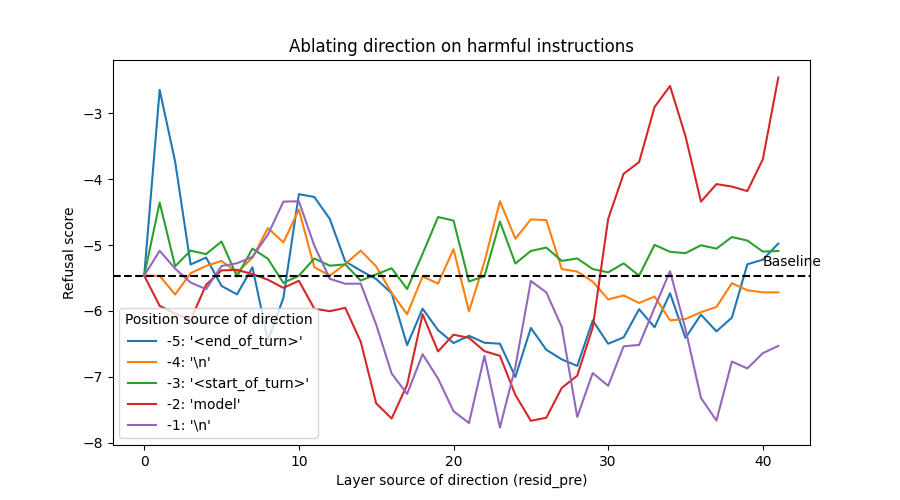 Ablating direction on harmful instructions
Refusal score
−3
−4
−5
−6
−7
−8
Baseline
Position source of direction
-5: '<end_of_turn>'
-4: '\n'
-3: '<start_of_turn>'
-2: 'model'
-1: '\n'
0
10
20
30
40
Layer source of direction (resid_pre)